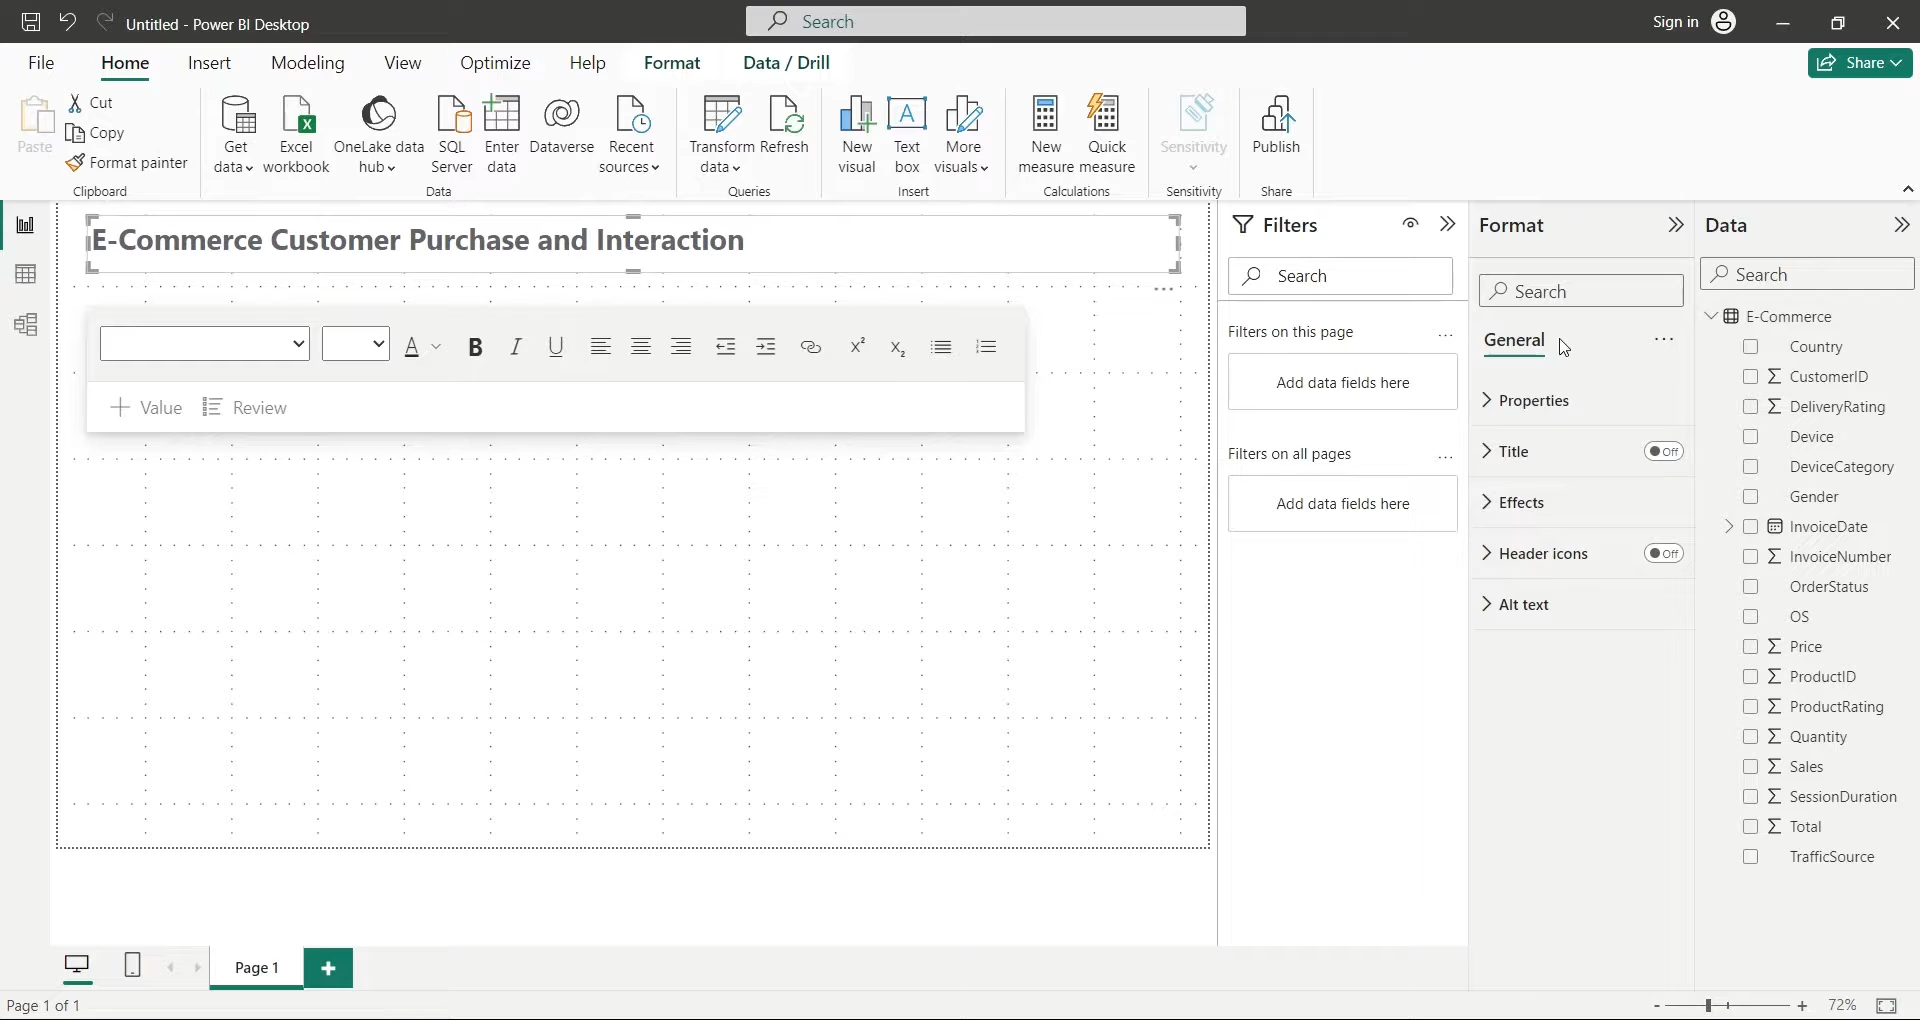 Untitled - Power BI Desktop
Search
Sign in
File
Home
Insert
Modeling
View
Optimize
Help
Format
Data / Drill
Share
Paste
Cut
Copy
Format painter
Clipboard
Get data
Excel workbook
OneLake data hub
SQL Server
Enter data
Dataverse
Recent sources
Data
Transform data
Refresh
Queries
New visual
A
Text box
More visuals
Insert
New measure
Quick measure
Calculations
Sensitivity
Sensitivity
Publish
Share
E-Commerce Customer Purchase and Interaction
...
A
B
I
U
x²
x₂
+ Value
Review
Filters
Search
Filters on this page
...
Add data fields here
Filters on all pages
...
Add data fields here
Format
Search
General
...
Properties
Title
Off
Effects
Header icons
Off
Alt text
Data
Search
E-Commerce
Country
∑ CustomerID
∑ DeliveryRating
Device
DeviceCategory
Gender
InvoiceDate
∑ InvoiceNumber
OrderStatus
OS
∑ Price
∑ ProductID
∑ ProductRating
∑ Quantity
∑ Sales
∑ SessionDuration
∑ Total
TrafficSource
Page 1
+
Page 1 of 1
-
+
72%